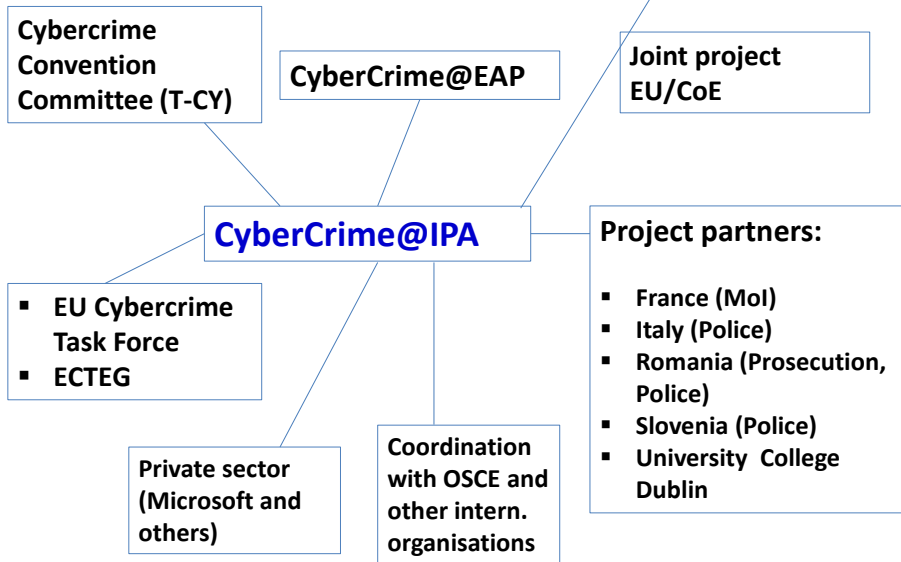 Cybercrime
Convention
Committee (T-CY)
CyberCrime@EAP
Joint project
EU/CoE
CyberCrime@IPA
▪ EU Cybercrime
Task Force
▪ ECTEG
Project partners:
▪ France (MoI)
▪ Italy (Police)
▪ Romania (Prosecution,
Police)
▪ Slovenia (Police)
▪ University College
Dublin
Private sector
(Microsoft and
others)
Coordination
with OSCE and
other intern.
organisations